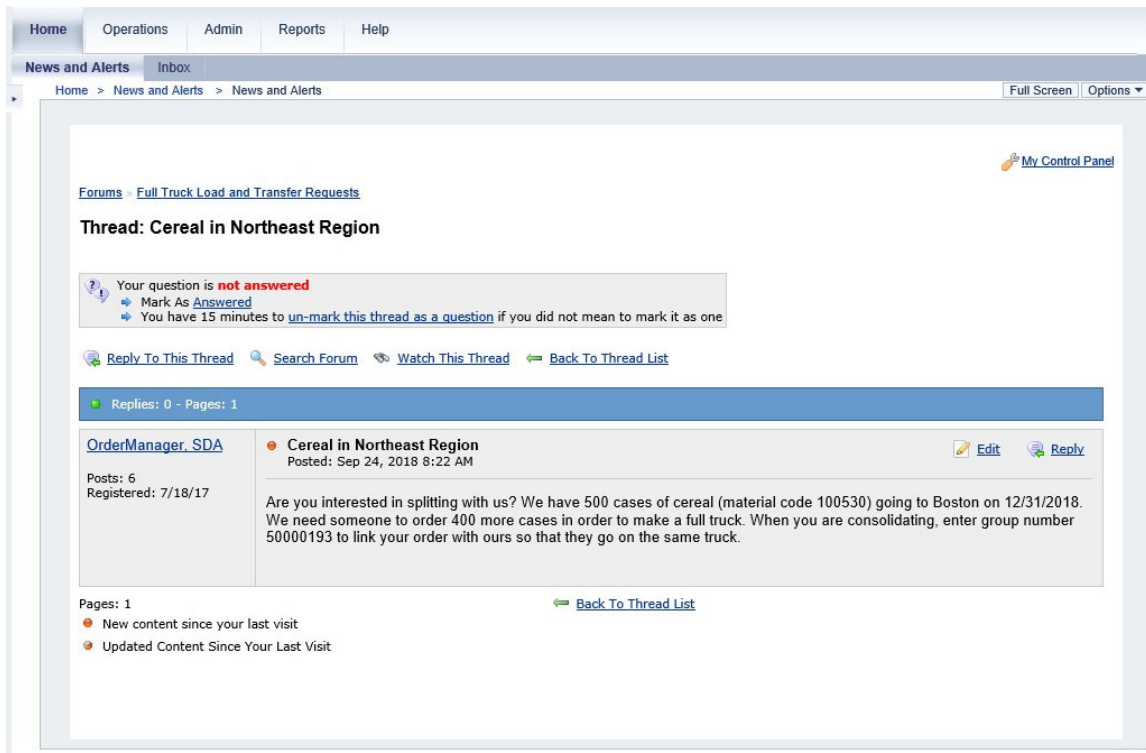 Home Operations Admin Reports Help
News and Alerts Inbox
Home > News and Alerts > News and Alerts Full Screen Options
My Control Panel
Forums » Full Truck Load and Transfer Requests
Thread: Cereal in Northeast Region
Your question is not answered
Mark As Answered
You have 15 minutes to un-mark this thread as a question if you did not mean to mark it as one
Reply To This Thread Search Forum Watch This Thread Back To Thread List
Replies: 0 - Pages: 1
OrderManager, SDA
Posts: 6
Registered: 7/18/17
Cereal in Northeast Region
Posted: Sep 24, 2018 8:22 AM
Edit Reply
Are you interested in splitting with us? We have 500 cases of cereal (material code 100530) going to Boston on 12/31/2018.
We need someone to order 400 more cases in order to make a full truck. When you are consolidating, enter group number
50000193 to link your order with ours so that they go on the same truck.
Pages: 1 Back To Thread List
New content since your last visit
Updated Content Since Your Last Visit